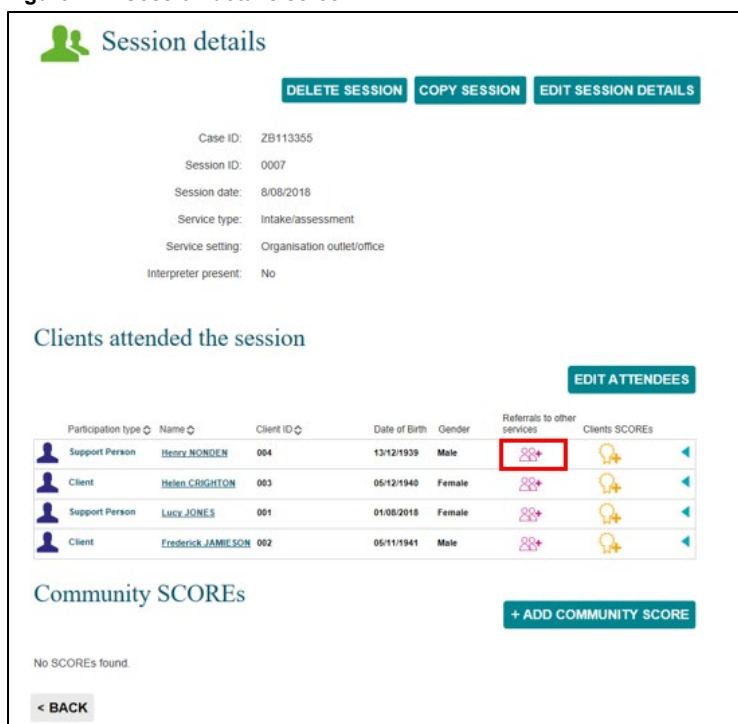 Session details
DELETE SESSION COPY SESSION EDIT SESSION DETAILS
Case ID: ZB113355
Session ID: 0007
Session date: 8/08/2018
Service type: Intake/assessment
Service setting: Organisation outlet/office
Interpreter present: No
Clients attended the session
EDIT ATTENDEES
Participation type Name Client ID Date of Birth Gender Referrals to other services Clients SCOREs
Support Person Henry NONDEN 004 13/12/1939 Male
Client Helen CRIGHTON 003 05/12/1940 Female
Support Person Lucy JONES 001 01/08/2018 Female
Client Frederick JAMIESON 002 05/11/1941 Male
Community SCOREs
+ ADD COMMUNITY SCORE
No SCOREs found.
< BACK